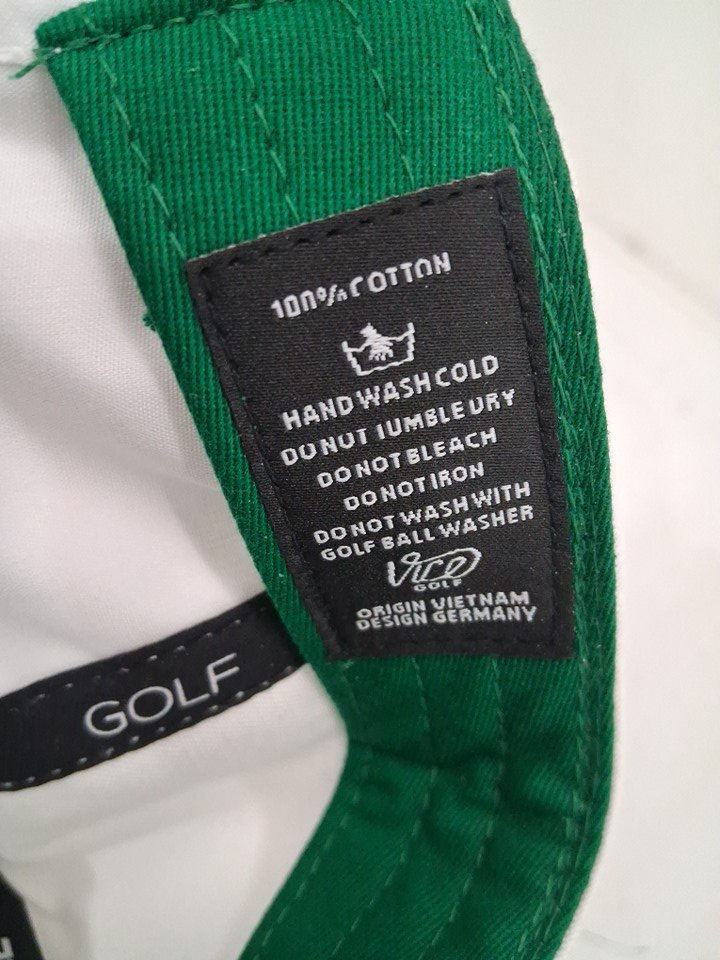 100% COTTON
HAND WASH COLD
DO NOT TUMBLE DRY
DO NOT BLEACH
DO NOT IRON
DO NOT WASH WITH
GOLF BALL WASHER
Vice
GOLF
ORIGIN VIETNAM
DESIGN GERMANY
GOLF